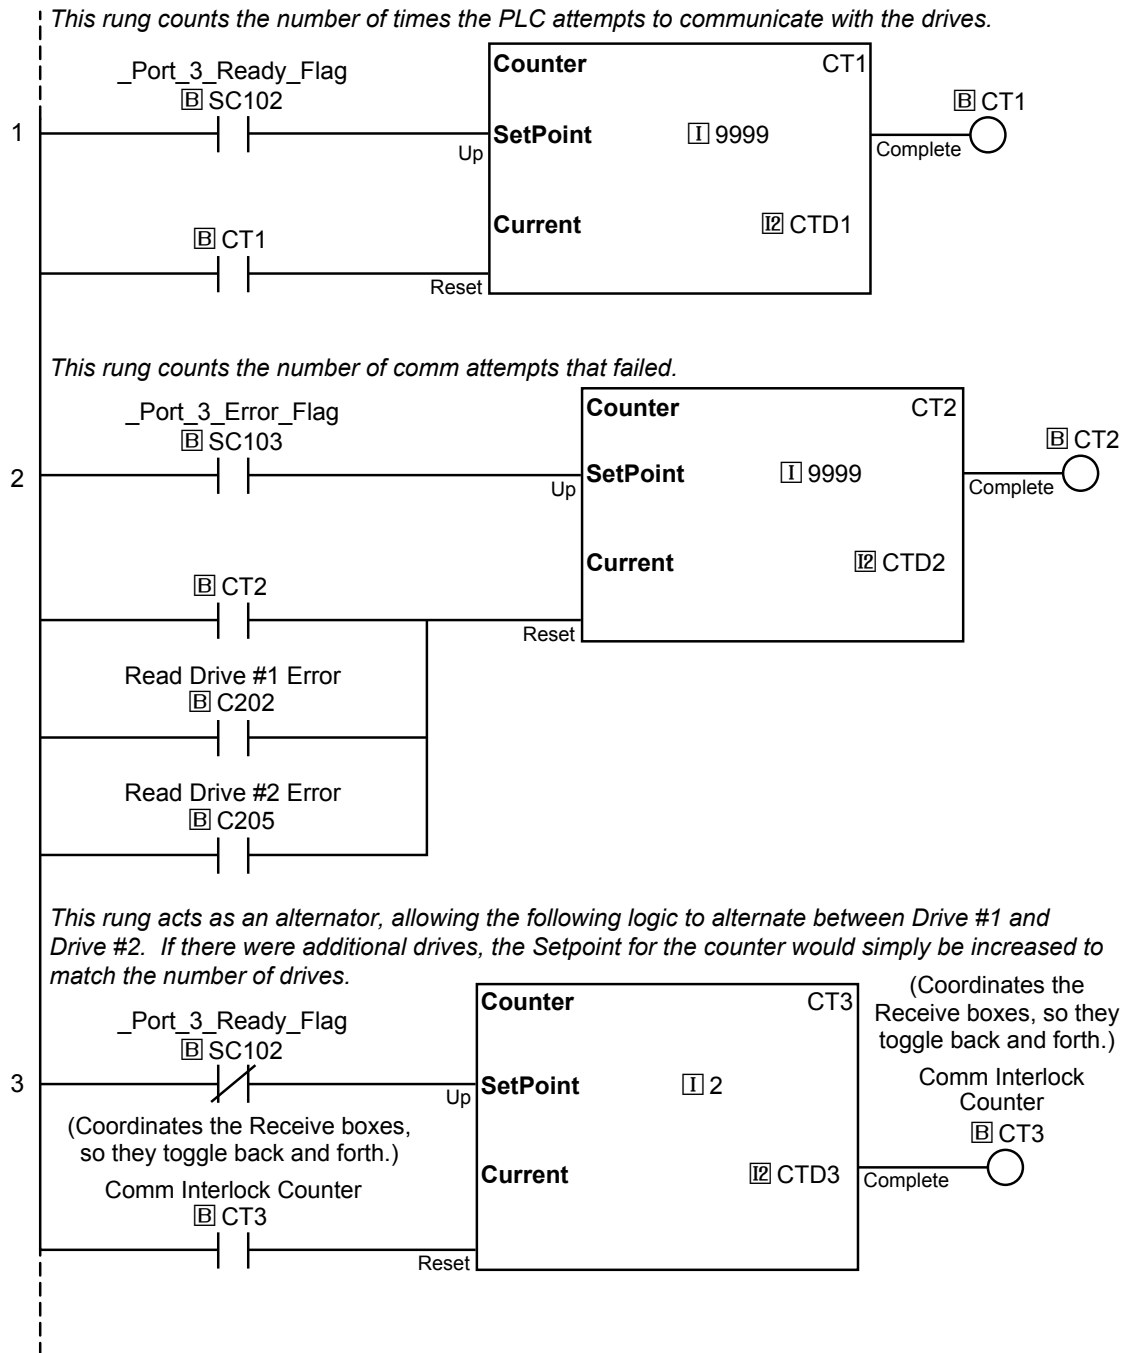 This rung counts the number of times the PLC attempts to communicate with the drives.
_Port_3_Ready_Flag
B SC102
Counter CT1
B CT1
1
Up
SetPoint I 9999
Complete
B CT1
Current I2 CTD1
Reset
This rung counts the number of comm attempts that failed.
_Port_3_Error_Flag
B SC103
Counter CT2
B CT2
2
Up
SetPoint I 9999
Complete
Current I2 CTD2
B CT2
Reset
Read Drive #1 Error
B C202
Read Drive #2 Error
B C205
This rung acts as an alternator, allowing the following logic to alternate between Drive #1 and
Drive #2. If there were additional drives, the Setpoint for the counter would simply be increased to
match the number of drives.
_Port_3_Ready_Flag
B SC102
Counter CT3
(Coordinates the
Receive boxes, so they
toggle back and forth.)
3
Up
SetPoint I 2
Comm Interlock
Counter
B CT3
(Coordinates the Receive boxes,
so they toggle back and forth.)
Current I2 CTD3
Complete
Comm Interlock Counter
B CT3
Reset